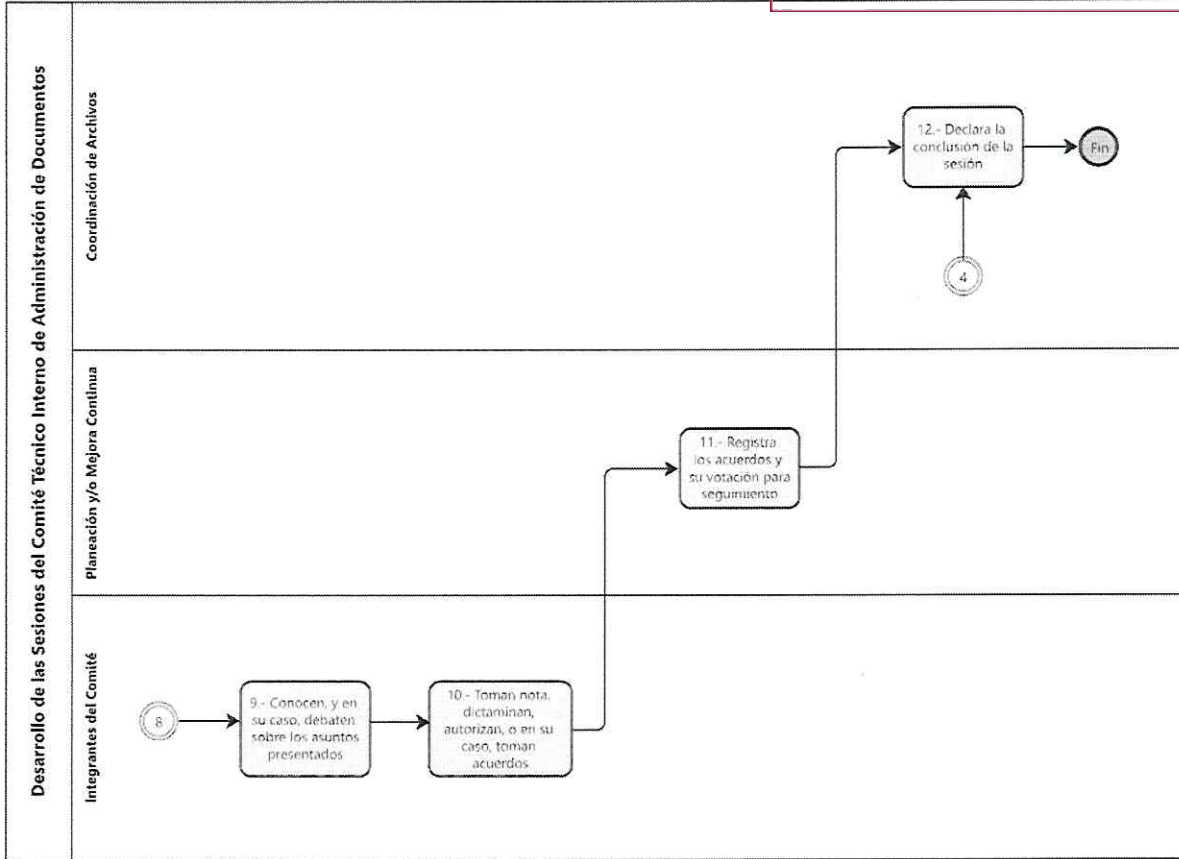 Desarrollo de las Sesiones del Comité Técnico Interno de Administración de Documentos
Coordinación de Archivos
12.- Declara la
conclusión de la
sesión
Fin
4
Planeación y/o Mejora Continua
11.- Registra
los acuerdos y
su votación para
seguimiento
Integrantes del Comité
8
9.- Conocen, y en
su caso, debaten
sobre los asuntos
presentados
10.- Toman nota,
dictaminan,
autorizan, o en su
caso, toman
acuerdos